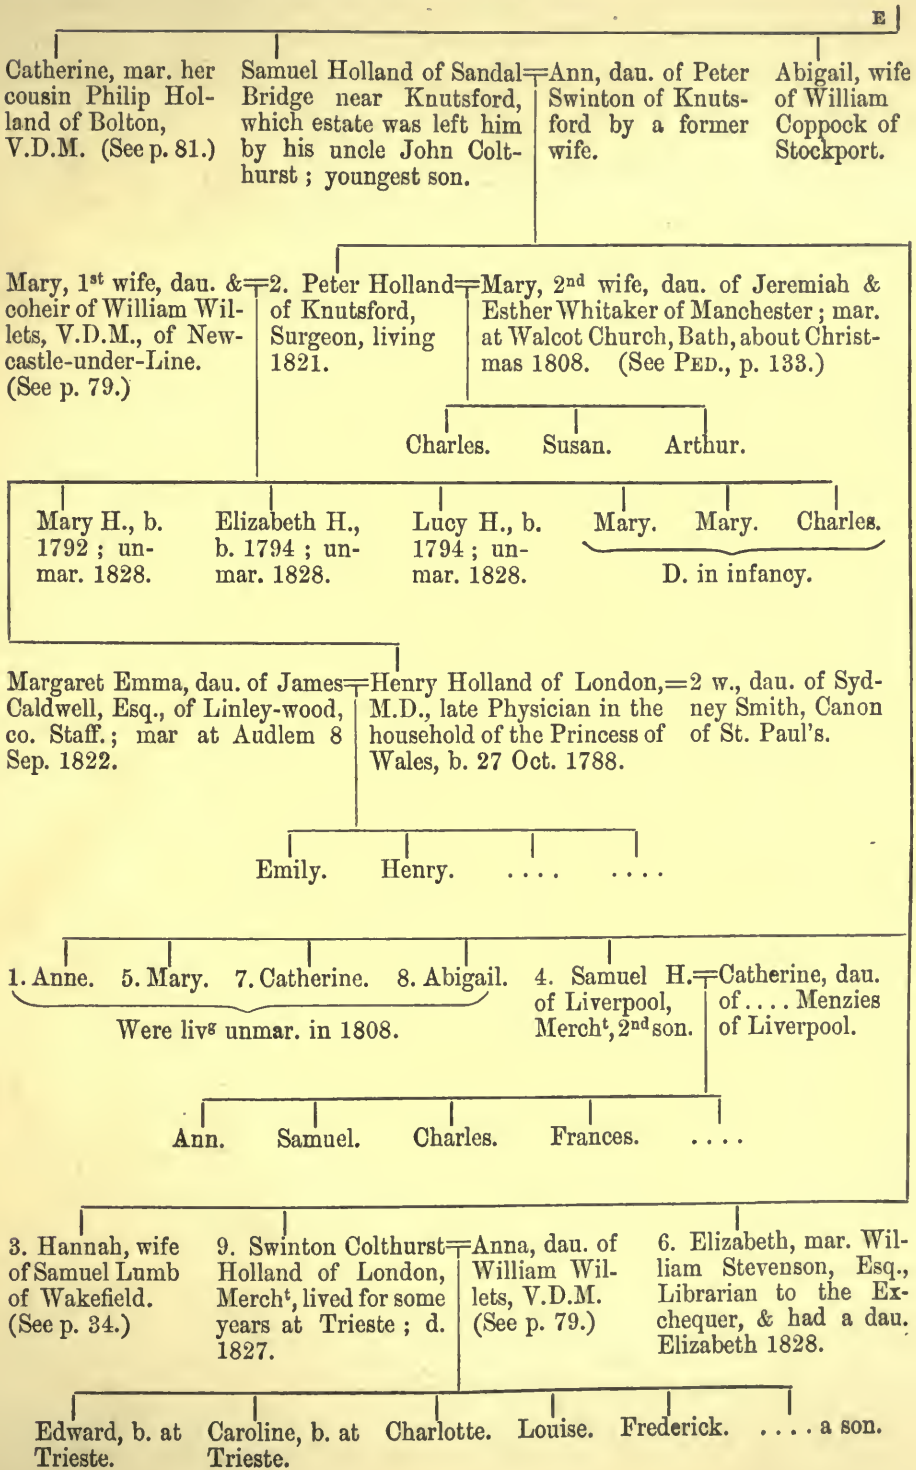 E
Catherine, mar. her
cousin Philip Hol-
land of Bolton,
V.D.M. (See p. 81.)
Samuel Holland of Sandal
Bridge near Knutsford,
which estate was left him
by his uncle John Colt-
hurst ; youngest son.
Ann, dau. of Peter
Swinton of Knuts-
ford by a former
wife.
Abigail, wife
of William
Coppock of
Stockport.
Mary, 1st wife, dau. &
coheir of William Wil-
lets, V.D.M., of New-
castle-under-Line.
(See p. 79.)
2. Peter Holland
of Knutsford,
Surgeon, living
1821.
Mary, 2nd wife, dau. of Jeremiah &
Esther Whitaker of Manchester ; mar.
at Walcot Church, Bath, about Christ-
mas 1808. (See PED., p. 133.)
Charles. Susan. Arthur.
Mary H., b.
1792 ; un-
mar. 1828.
Elizabeth H.,
b. 1794 ; un-
mar. 1828.
Lucy H., b.
1794 ; un-
mar. 1828.
Mary. Mary. Charles.
D. in infancy.
Margaret Emma, dau. of James
Caldwell, Esq., of Linley-wood,
co. Staff. ; mar at Audlem 8
Sep. 1822.
Henry Holland of London,
M.D., late Physician in the
household of the Princess of
Wales, b. 27 Oct. 1788.
2 w., dau. of Syd-
ney Smith, Canon
of St. Paul's.
Emily. Henry. . . . . . . . .
1. Anne. 5. Mary. 7. Catherine. 8. Abigail.
Were livg unmar. in 1808.
4. Samuel H.
of Liverpool,
Mercht, 2nd son.
Catherine, dau.
of . . . . Menzies
of Liverpool.
Ann. Samuel. Charles. Frances. . . . .
3. Hannah, wife
of Samuel Lumb
of Wakefield.
(See p. 34.)
9. Swinton Colthurst
Holland of London,
Mercht, lived for some
years at Trieste ; d.
1827.
Anna, dau. of
William Wil-
lets, V.D.M.
(See p. 79.)
6. Elizabeth, mar. Wil-
liam Stevenson, Esq.,
Librarian to the Ex-
chequer, & had a dau.
Elizabeth 1828.
Edward, b. at
Trieste.
Caroline, b. at
Trieste.
Charlotte. Louise. Frederick. . . . . a son.